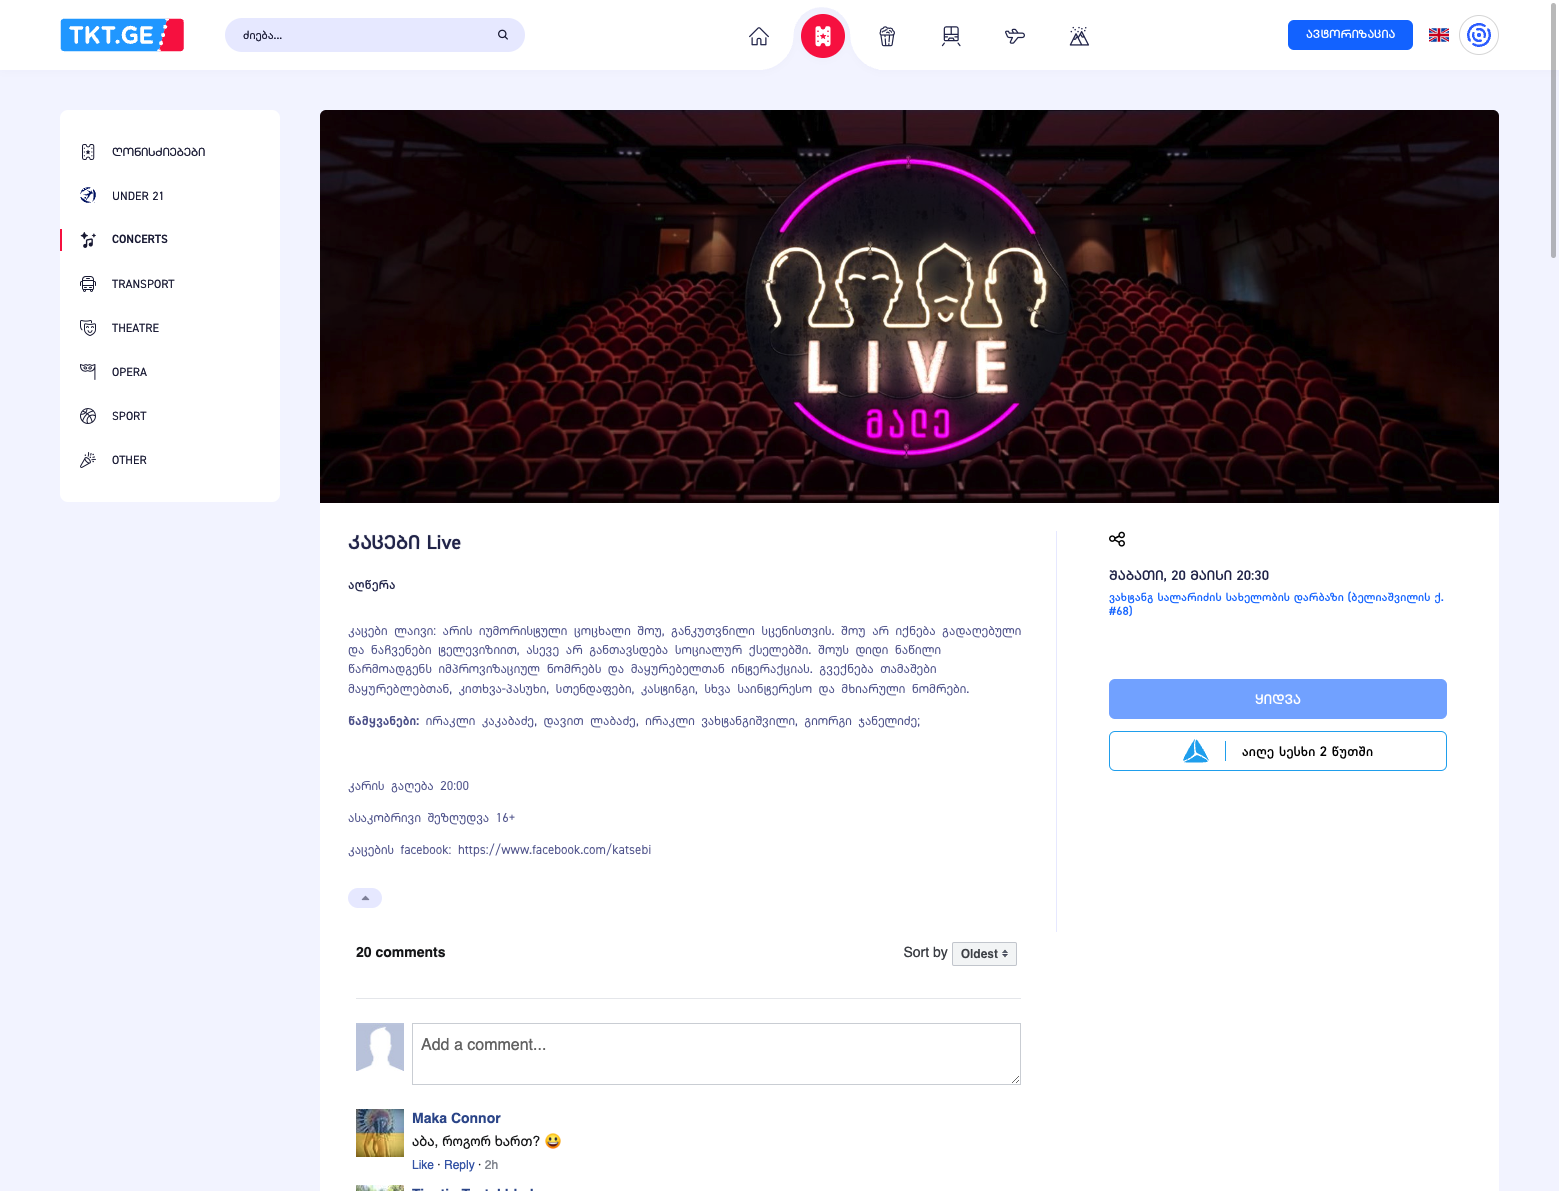 TKT.GE
ძიება...
ავტორიზაცია
ღონისძიებები
UNDER 21
CONCERTS
TRANSPORT
THEATRE
OPERA
SPORT
OTHER
LIVE
მალე
კაცები Live
აღწერა
კაცები ლაივი: არის იუმორისტული ცოცხალი შოუ, განკუთვნილი სცენისთვის. შოუ არ იქნება გადაღებული
და ნაჩვენები ტელევიზიით, ასევე არ განთავსდება სოციალურ ქსელებში. შოუს დიდი ნაწილი
წარმოადგენს იმპროვიზაციულ ნომრებს და მაყურებელთან ინტერაქციას. გვექნება თამაშები
მაყურებლებთან, კითხვა-პასუხი, სთენდაფები, კასტინგი, სხვა საინტერესო და მხიარული ნომრები.
წამყვანები: ირაკლი კაკაბაძე, დავით ლაბაძე, ირაკლი ვახტანგიშვილი, გიორგი ჯანელიძე;
კარის გაღება 20:00
ასაკობრივი შეზღუდვა 16+
კაცების facebook: https://www.facebook.com/katsebi
შაბათი, 20 მაისი 20:30
ვახტანგ სალარიძის სახელობის დარბაზი (ბელიაშვილის ქ.
#68)
ყიდვა
აიღე სესხი 2 წუთში
20 comments
Sort by Oldest
Add a comment...
Maka Connor
აბა, როგორ ხართ? 😃
Like · Reply · 2h